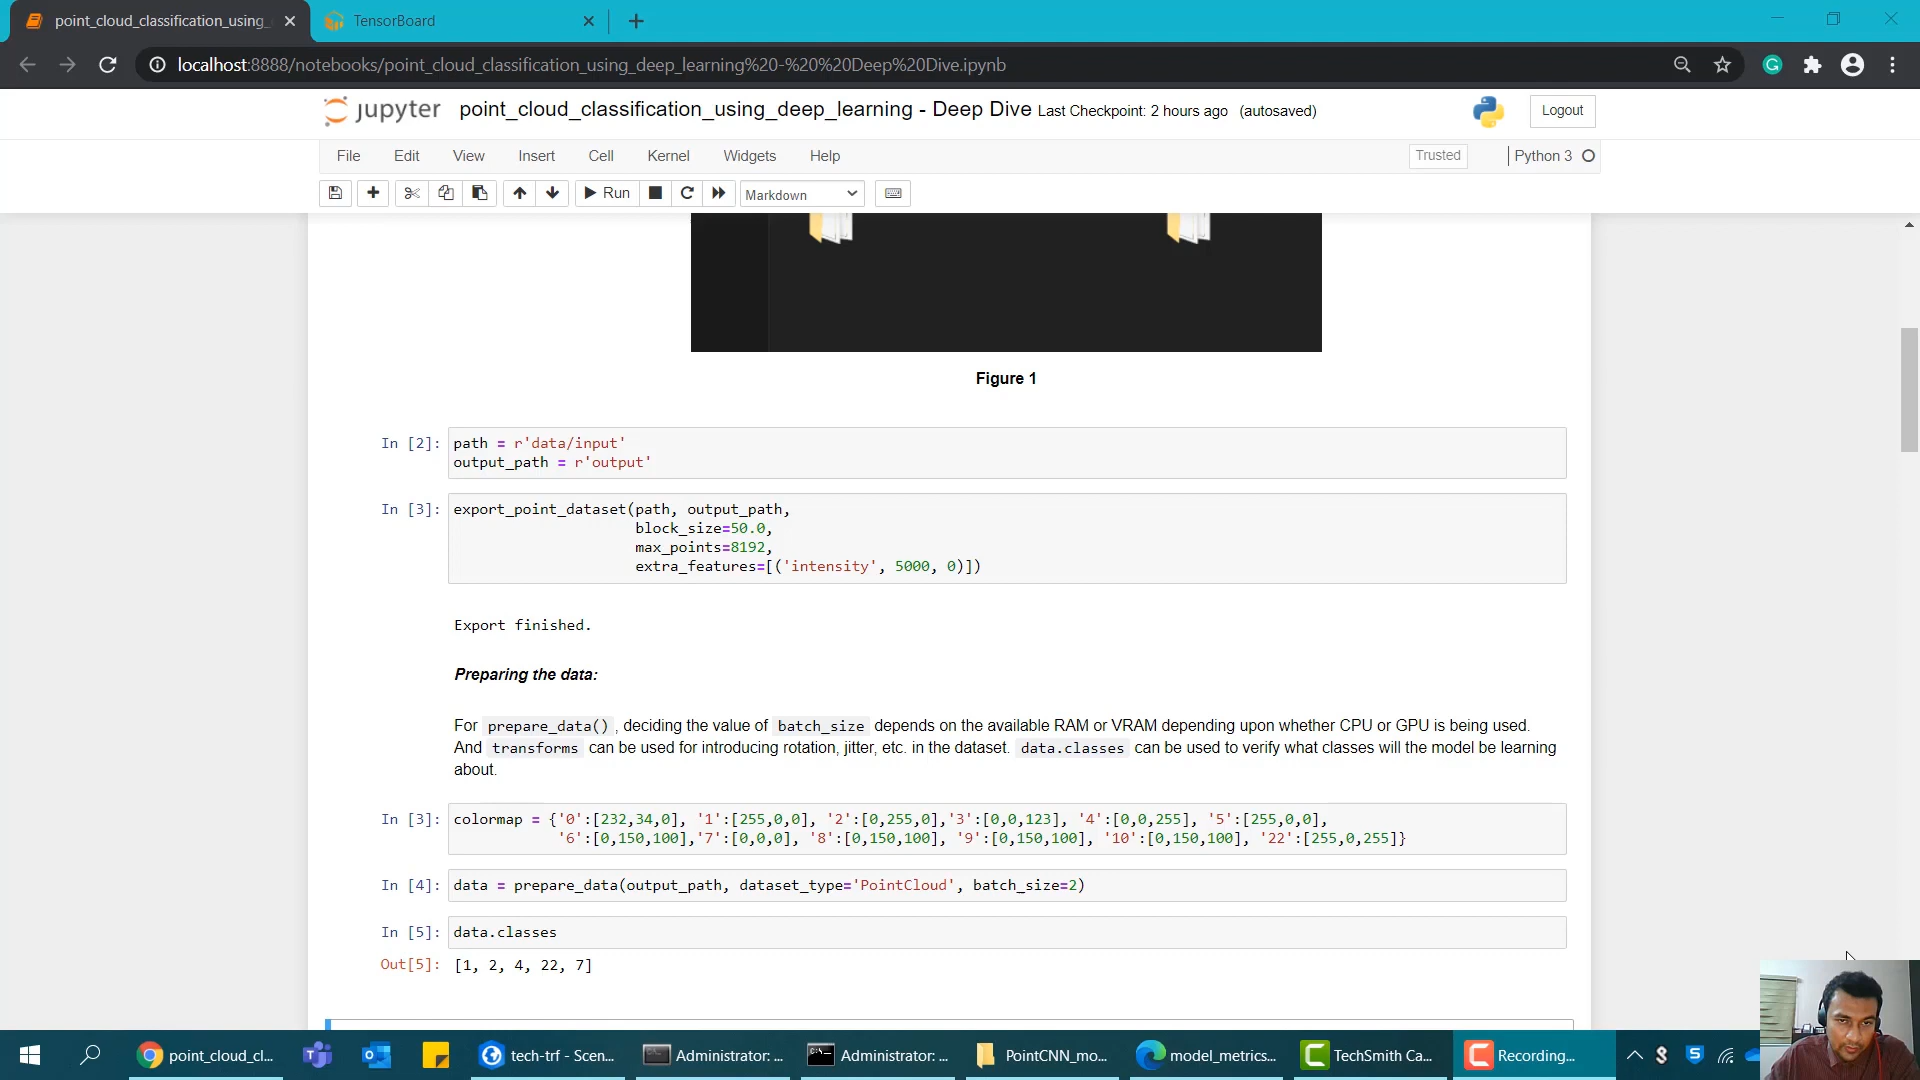 point_cloud_classification_using_
TensorBoard
localhost:8888/notebooks/point_cloud_classification_using_deep_learning%20-%20%20Deep%20Dive.ipynb
jupyter point_cloud_classification_using_deep_learning - Deep Dive Last Checkpoint: 2 hours ago (autosaved)
Logout
File Edit View Insert Cell Kernel Widgets Help
Trusted
Python 3
Run
Markdown
Figure 1
In [2]: path = r'data/input'
output_path = r'output'
In [3]: export_point_dataset(path, output_path,
block_size=50.0,
max_points=8192,
extra_features=[('intensity', 5000, 0)])
Export finished.
Preparing the data:
For prepare_data() , deciding the value of batch_size depends on the available RAM or VRAM depending upon whether CPU or GPU is being used.
And transforms can be used for introducing rotation, jitter, etc. in the dataset. data.classes can be used to verify what classes will the model be learning
about.
In [3]: colormap = {'0':[232,34,0], '1':[255,0,0], '2':[0,255,0],'3':[0,0,123], '4':[0,0,255], '5':[255,0,0],
'6':[0,150,100],'7':[0,0,0], '8':[0,150,100], '9':[0,150,100], '10':[0,150,100], '22':[255,0,255]}
In [4]: data = prepare_data(output_path, dataset_type='PointCloud', batch_size=2)
In [5]: data.classes
Out[5]: [1, 2, 4, 22, 7]
point_cloud_cl...
tech-trf - Scen...
Administrator: ...
Administrator: ...
PointCNN_mo...
model_metrics...
TechSmith Ca...
Recording...